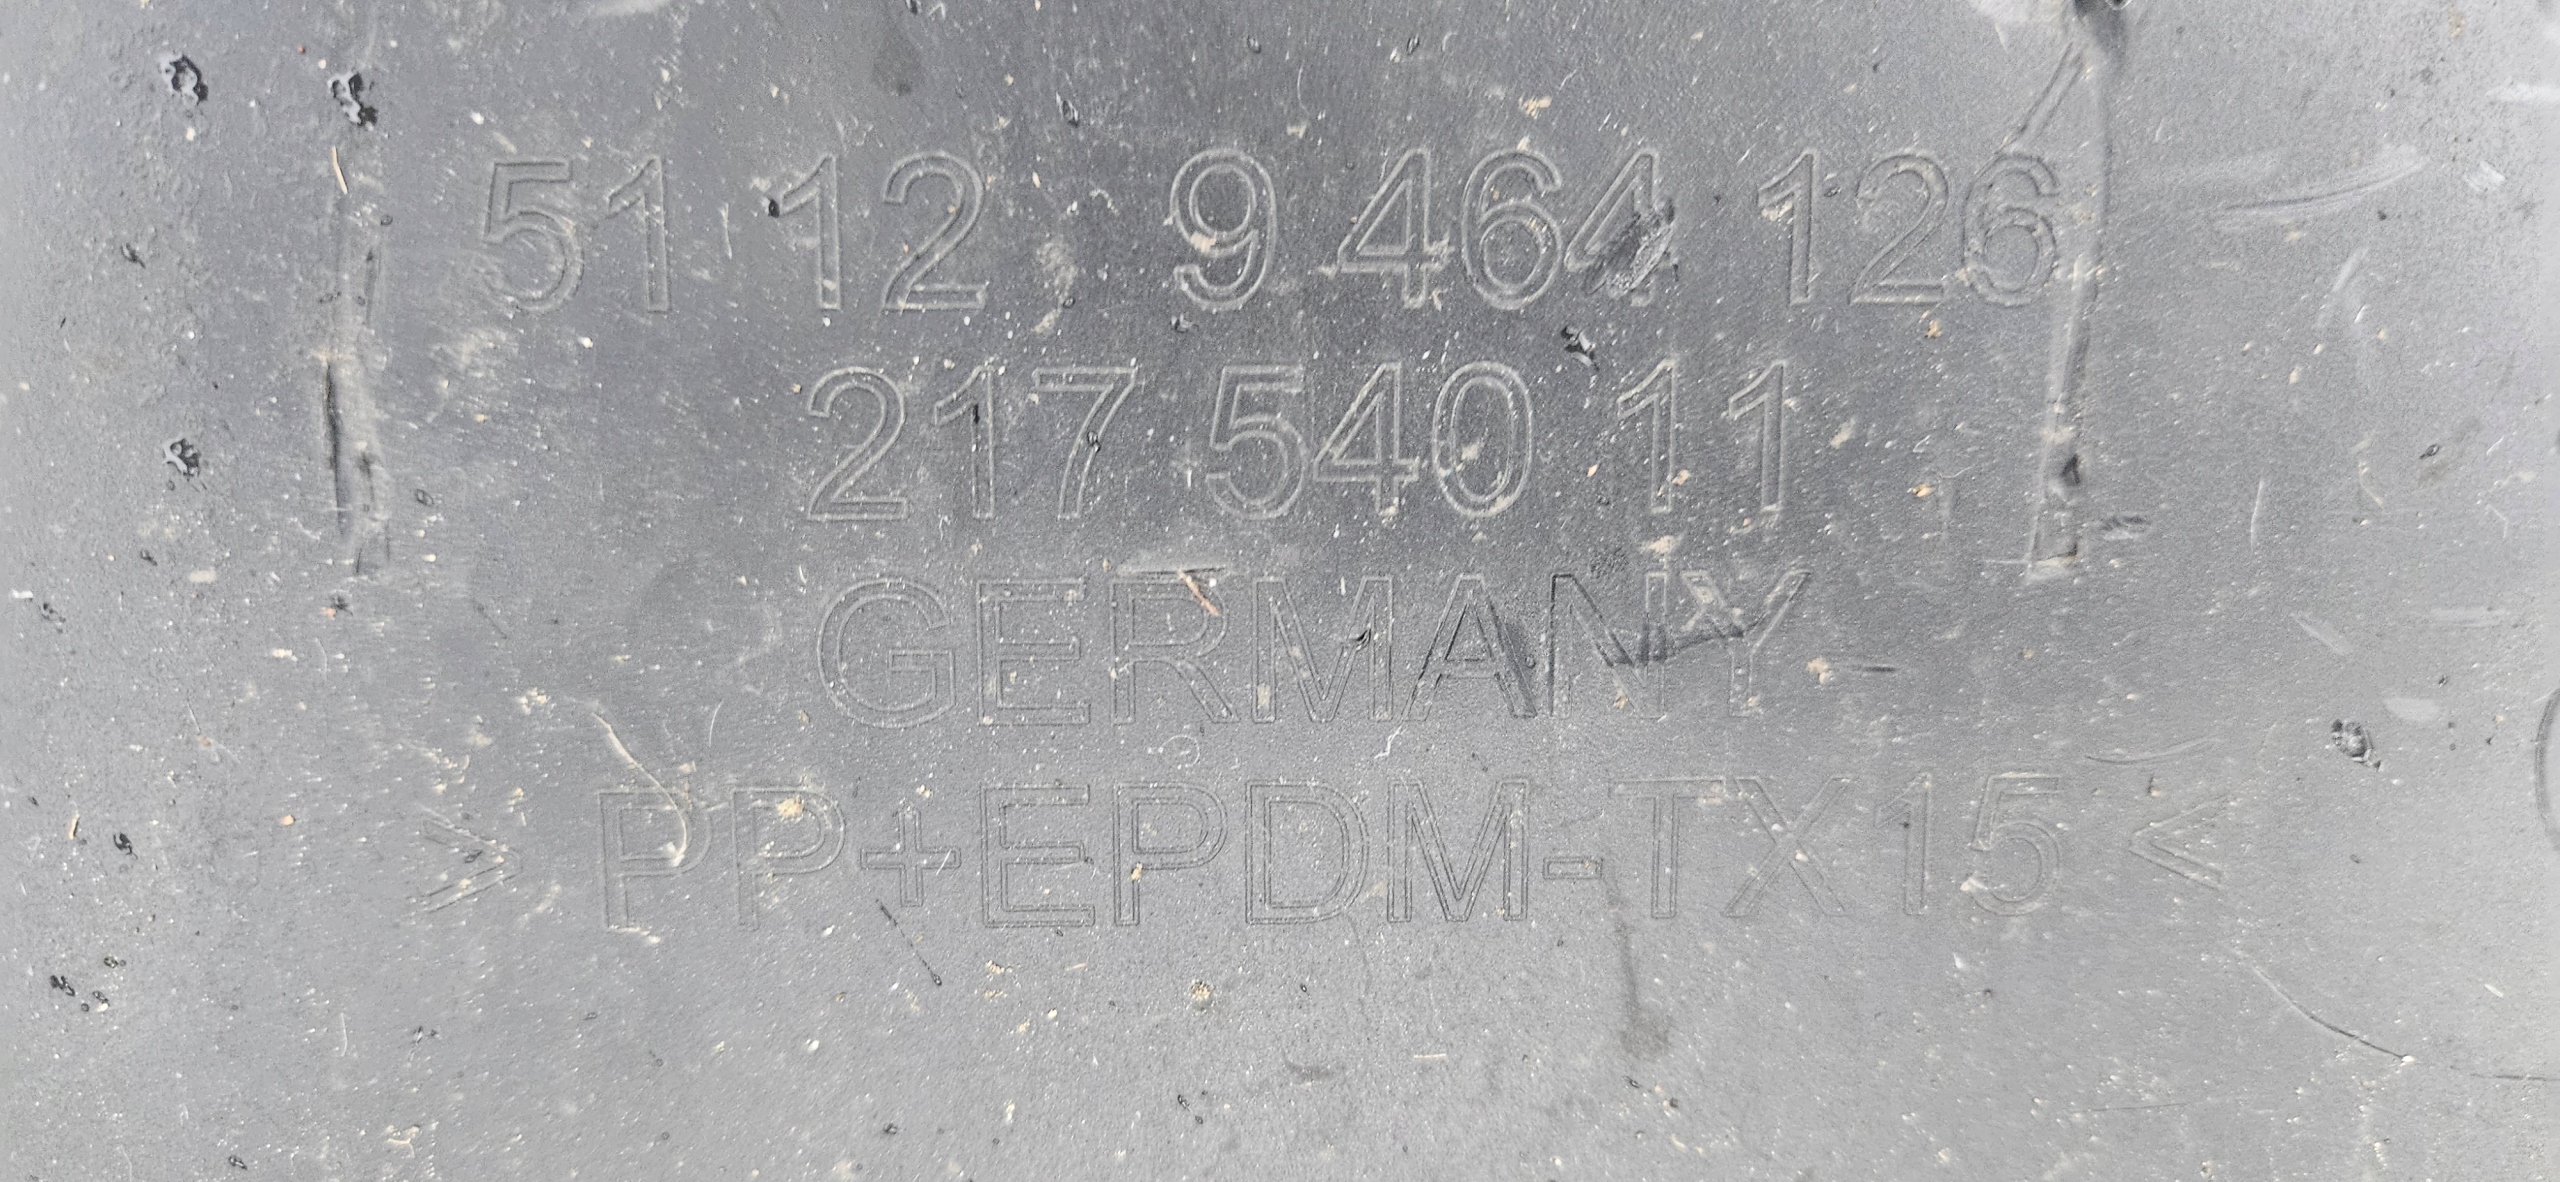 51 12 9 464 126
217 540 11
GERMANY
> PP+EPDM-TX15 <